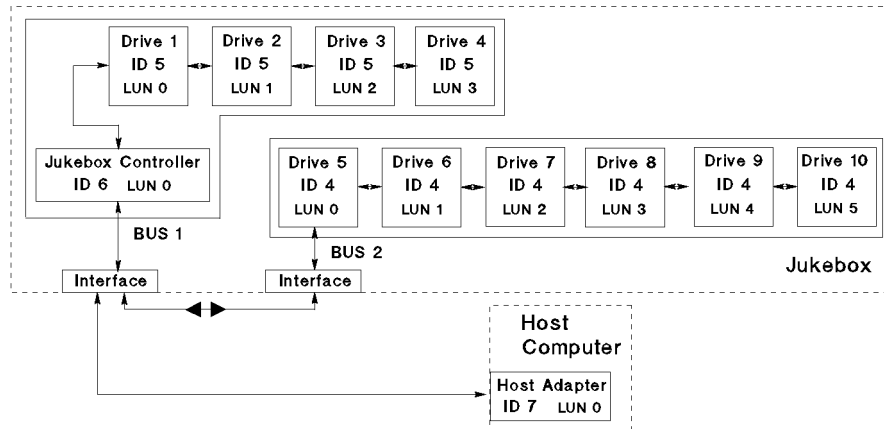 Drive 1
ID 5
LUN 0
Drive 2
ID 5
LUN 1
Drive 3
ID 5
LUN 2
Drive 4
ID 5
LUN 3
Jukebox Controller
ID 6 LUN 0
Drive 5
ID 4
LUN 0
Drive 6
ID 4
LUN 1
Drive 7
ID 4
LUN 2
Drive 8
ID 4
LUN 3
Drive 9
ID 4
LUN 4
Drive 10
ID 4
LUN 5
BUS 1
BUS 2
Jukebox
Interface
Interface
Host
Computer
Host Adapter
ID 7 LUN 0